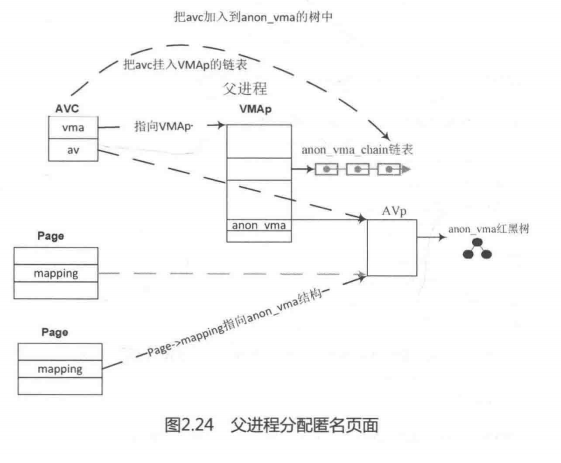 把avc加入到anon_vma的树中
把avc挂入VMAp的链表
父进程
AVC
VMAp
vma
指向VMAp
anon_vma_chain链表
av
AVp
anon_vma
anon_vma红黑树
Page
mapping
Page->mapping指向anon_vma结构
Page
mapping
图2.24 父进程分配匿名页面